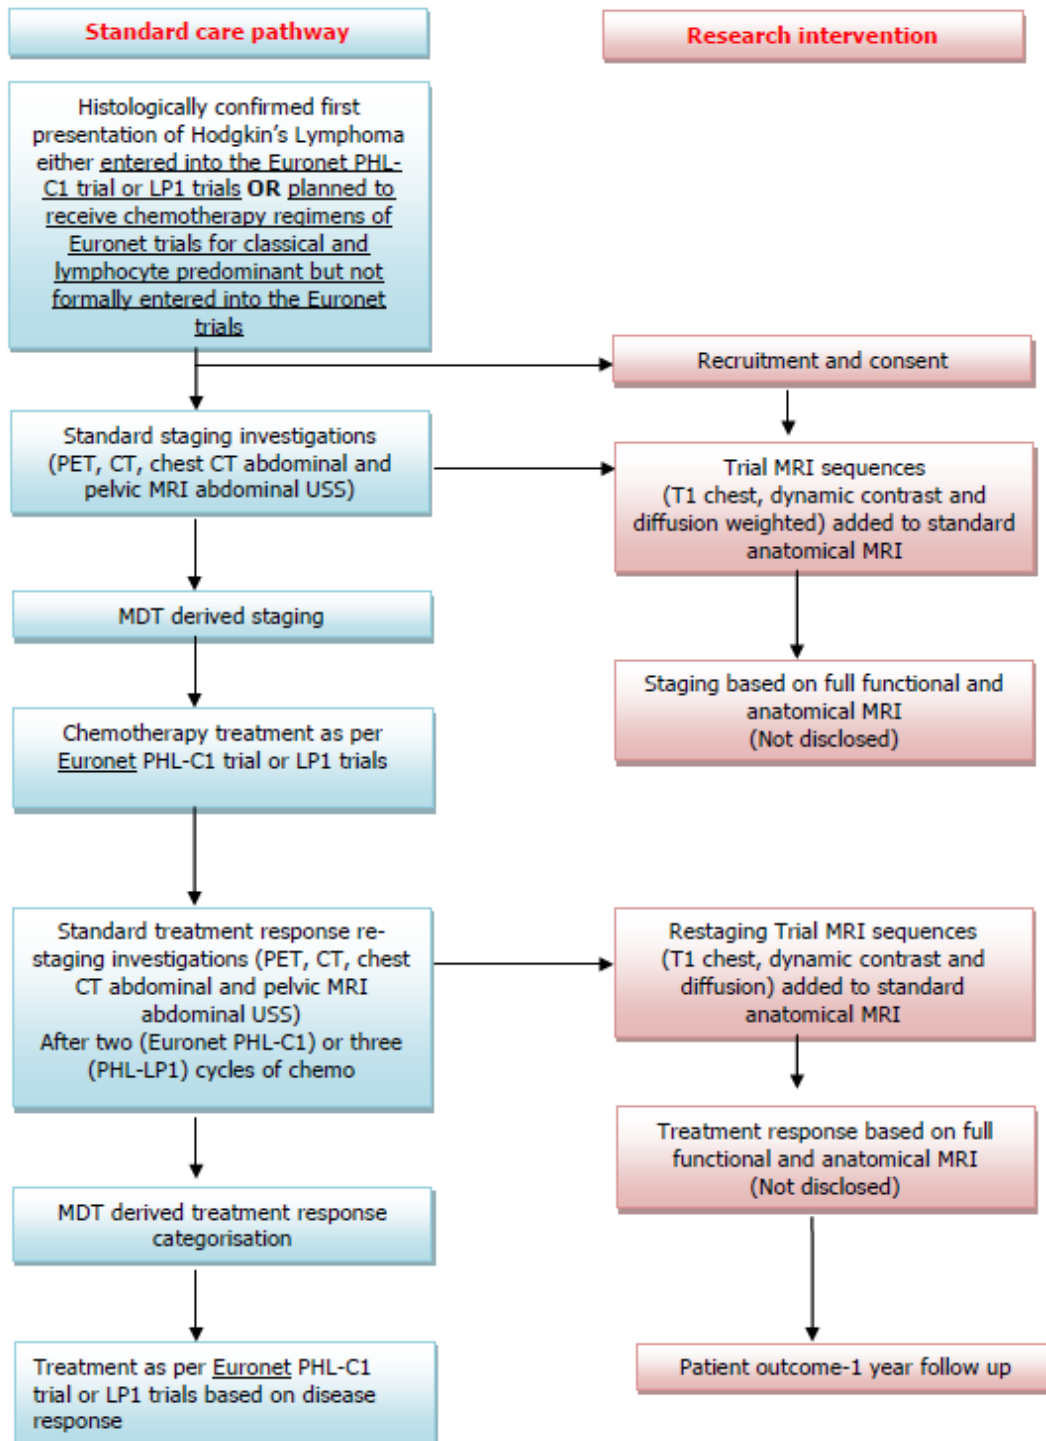 Standard care pathway
Research intervention
Histologically confirmed first
presentation of Hodgkin's Lymphoma
either entered into the Euronet PHL-
C1 trial or LP1 trials OR planned to
receive chemotherapy regimens of
Euronet trials for classical and
lymphocyte predominant but not
formally entered into the Euronet
trials
Recruitment and consent
Standard staging investigations
(PET, CT, chest CT abdominal and
pelvic MRI abdominal USS)
Trial MRI sequences
(T1 chest, dynamic contrast and
diffusion weighted) added to standard
anatomical MRI
MDT derived staging
Staging based on full functional and
anatomical MRI
(Not disclosed)
Chemotherapy treatment as per
Euronet PHL-C1 trial or LP1 trials
Standard treatment response re-
staging investigations (PET, CT, chest
CT abdominal and pelvic MRI
abdominal USS)
After two (Euronet PHL-C1) or three
(PHL-LP1) cycles of chemo
Restaging Trial MRI sequences
(T1 chest, dynamic contrast and
diffusion) added to standard
anatomical MRI
Treatment response based on full
functional and anatomical MRI
(Not disclosed)
MDT derived treatment response
categorisation
Treatment as per Euronet PHL-C1
trial or LP1 trials based on disease
response
Patient outcome-1 year follow up